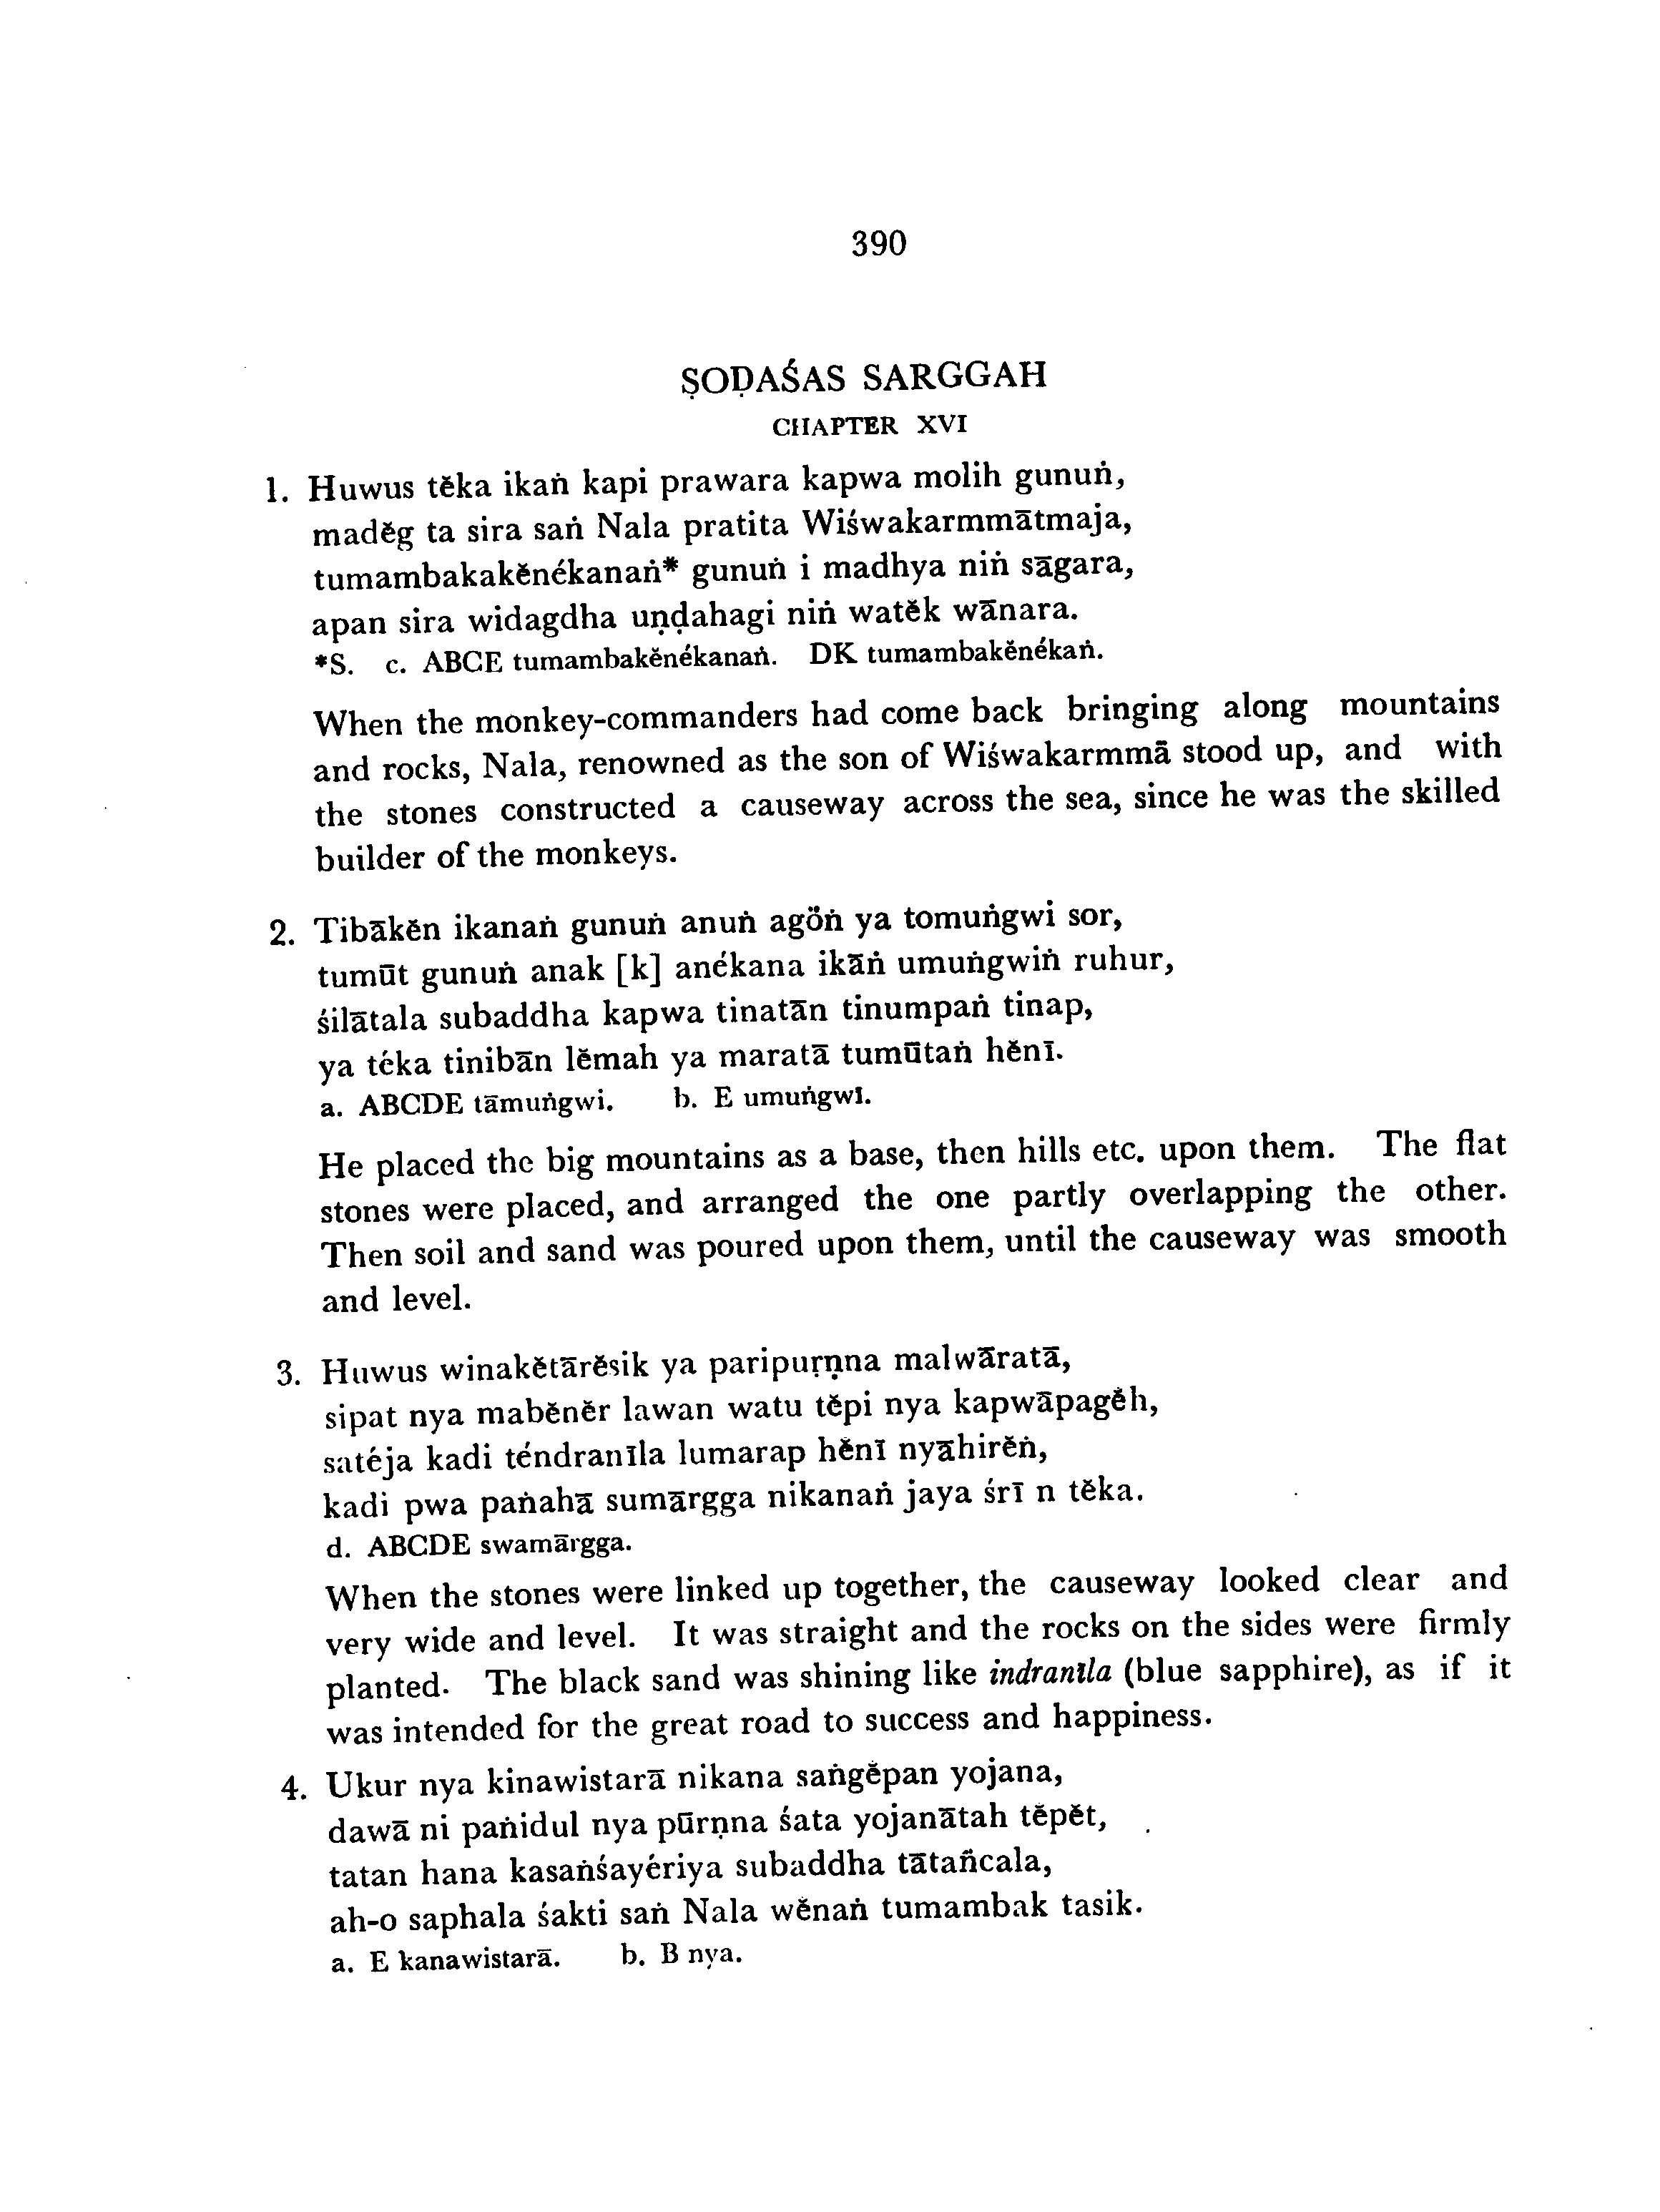 390
ṢOḌAŚAS SARGGAH
CHAPTER XVI
1. Huwus tĕka ikaṅ kapi prawara kapwa molih gunuṅ,
madĕg ta sira saṅ Nala pratita Wiśwakarmmātmaja,
tumambakakĕnékanaṅ* gunuṅ i madhya niṅ sāgara,
apan sira widagdha uṇḍahagi niṅ watĕk wānara.
*S. c. ABCE tumambakĕnékanaṅ. DK tumambakĕnékaṅ.
When the monkey-commanders had come back bringing along mountains
and rocks, Nala, renowned as the son of Wiśwakarmmā stood up, and with
the stones constructed a causeway across the sea, since he was the skilled
builder of the monkeys.
2. Tibākĕn ikanaṅ gunuṅ anuṅ agö̆ṅ ya tomuṅgwi sor,
tumūt gunuṅ anak [k] anékana ikāṅ umuṅgwiṅ ruhur,
śilātala subaddha kapwa tinatān tinumpaṅ tinap,
ya téka tinibān lĕmah ya maratā tumūtaṅ hĕnī.
a. ABCDE tāmuṅgwi. b. E umuṅgwī.
He placed the big mountains as a base, then hills etc. upon them. The flat
stones were placed, and arranged the one partly overlapping the other.
Then soil and sand was poured upon them, until the causeway was smooth
and level.
3. Huwus winakĕtārĕsik ya paripuṛṇna malwāratā,
sipat nya mabĕnĕr lawan watu tĕpi nya kapwāpagĕh,
satéja kadi téndranīla lumarap hĕnī nyāhirĕṅ,
kadi pwa paṅahā sumārgga nikanaṅ jaya śrī n tĕka.
d. ABCDE swamārgga.
When the stones were linked up together, the causeway looked clear and
very wide and level. It was straight and the rocks on the sides were firmly
planted. The black sand was shining like indranīla (blue sapphire), as if it
was intended for the great road to success and happiness.
4. Ukur nya kinawistarā nikana saṅgĕpan yojana,
dawā ni paṅidul nya pūrṇna śata yojanātah tĕpĕt,
tatan hana kasaṅśayériya subaddha tātañcala,
ah-o saphala śakti saṅ Nala wĕnaṅ tumambak tasik.
a. E kanawistarā. b. B nya.